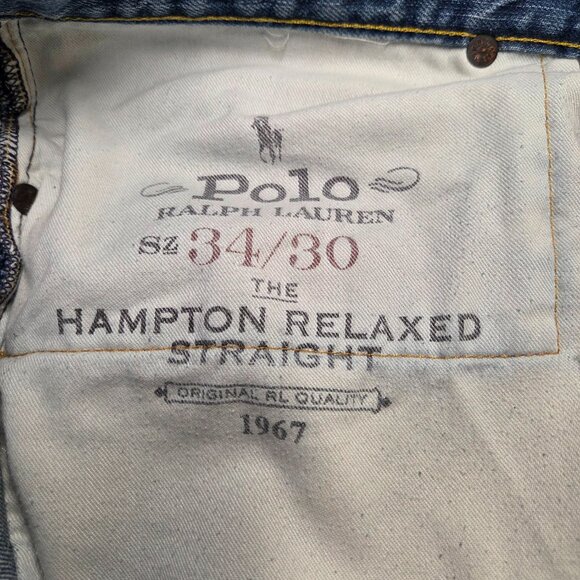 Polo
RALPH LAUREN
Sz 34/30
THE
HAMPTON RELAXED
STRAIGHT
ORIGINAL RL QUALITY
1967